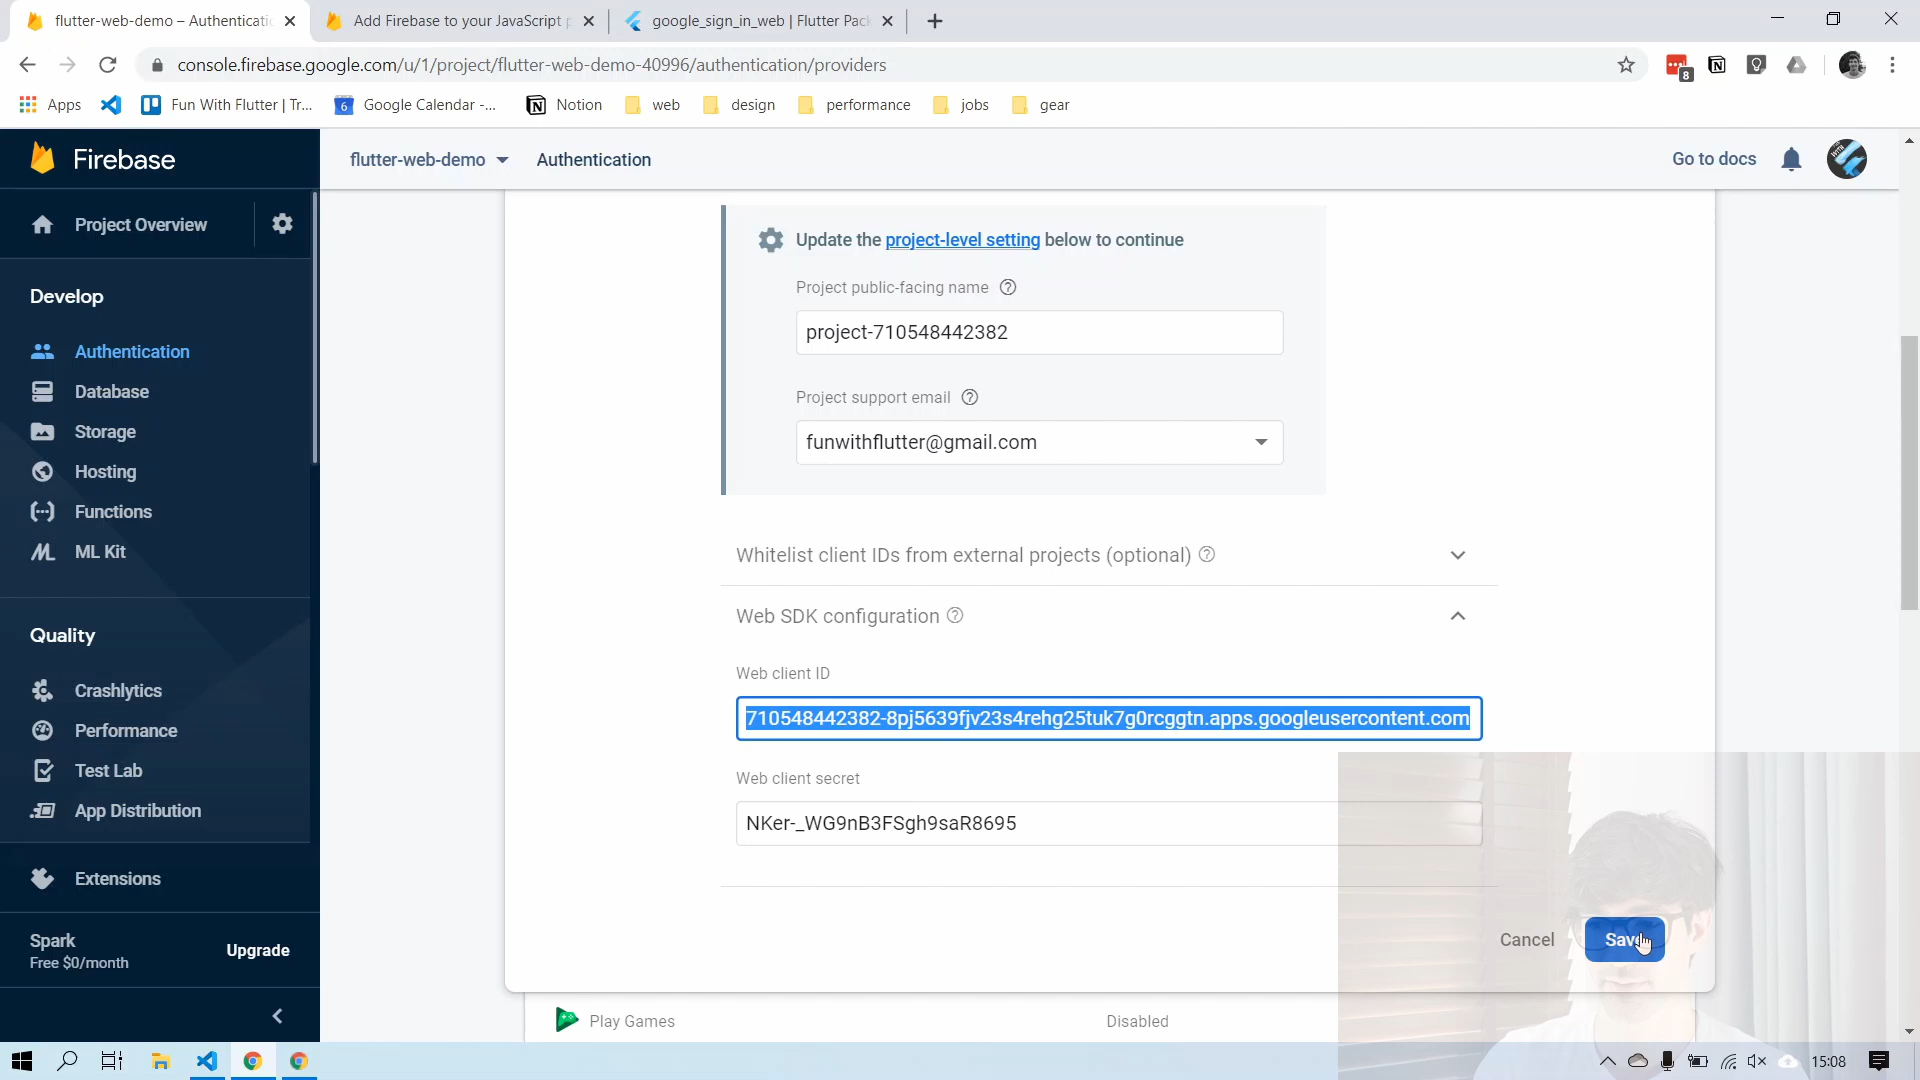 flutter-web-demo – Authenticatic
Add Firebase to your JavaScript p
google_sign_in_web | Flutter Pack
console.firebase.google.com/u/1/project/flutter-web-demo-40996/authentication/providers
8
Apps
Fun With Flutter | Tr...
6
Google Calendar -...
Notion
web
design
performance
jobs
gear
Firebase
flutter-web-demo
Authentication
Go to docs
Project Overview
Update the project-level setting below to continue
Project public-facing name
project-710548442382
Project support email
funwithflutter@gmail.com
Develop
Authentication
Database
Storage
Hosting
Functions
ML Kit
Whitelist client IDs from external projects (optional)
Web SDK configuration
Web client ID
710548442382-8pj5639fjv23s4rehg25tuk7g0rcggtn.apps.googleusercontent.com
Web client secret
NKer-_WG9nB3FSgh9saR8695
Quality
Crashlytics
Performance
Test Lab
App Distribution
Extensions
Spark
Free $0/month
Upgrade
Cancel
Save
Play Games
Disabled
15:08